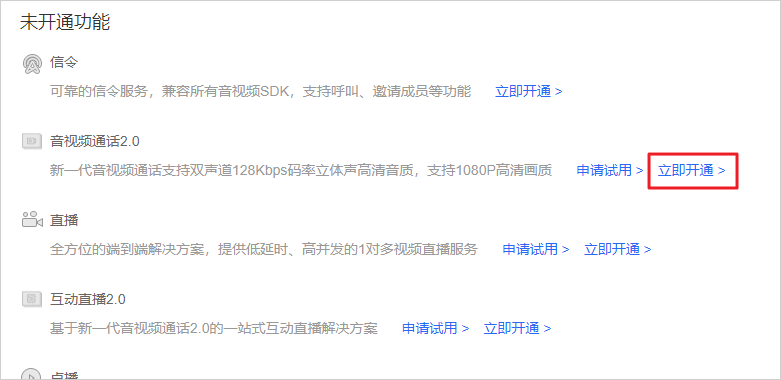 未开通功能
信令
可靠的信令服务，兼容所有音视频SDK，支持呼叫、邀请成员等功能 立即开通 >
音视频通话2.0
新一代音视频通话支持双声道128Kbps码率立体声高清音质，支持1080P高清画质 申请试用 > 立即开通 >
直播
全方位的端到端解决方案，提供低延时、高并发的1对多视频直播服务 申请试用 > 立即开通 >
互动直播2.0
基于新一代音视频通话2.0的一站式互动直播解决方案 申请试用 > 立即开通 >
点播